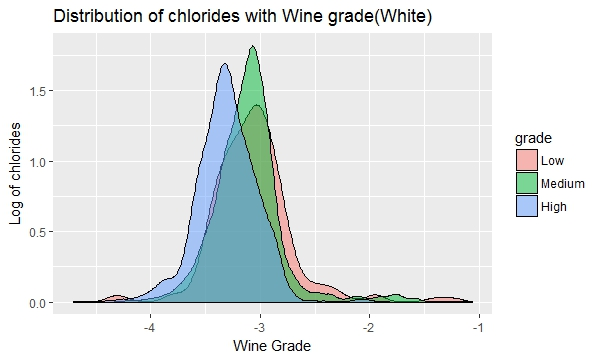 Distribution of chlorides with Wine grade(White)
Log of chlorides
1.5
1.0
0.5
0.0
-4
-3
-2
-1
Wine Grade
grade
Low
Medium
High